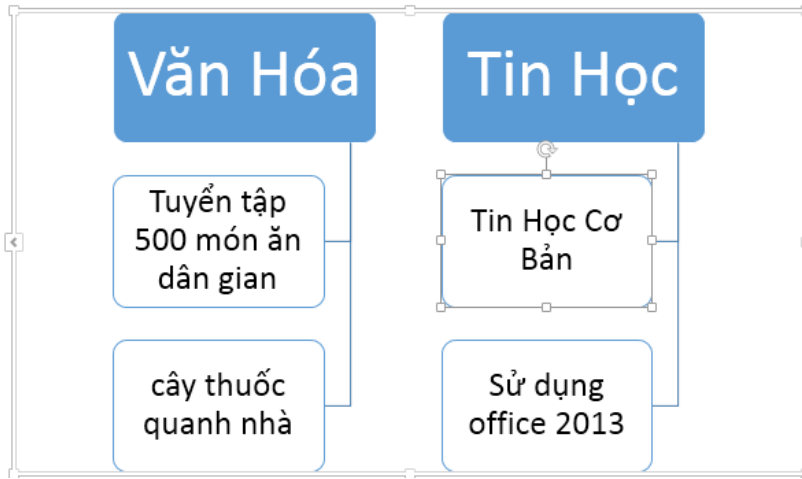 Văn Hóa
Tuyển tập
500 món ăn
dân gian
cây thuốc
quanh nhà
Tin Học
Tin Học Cơ
Bản
Sử dụng
office 2013